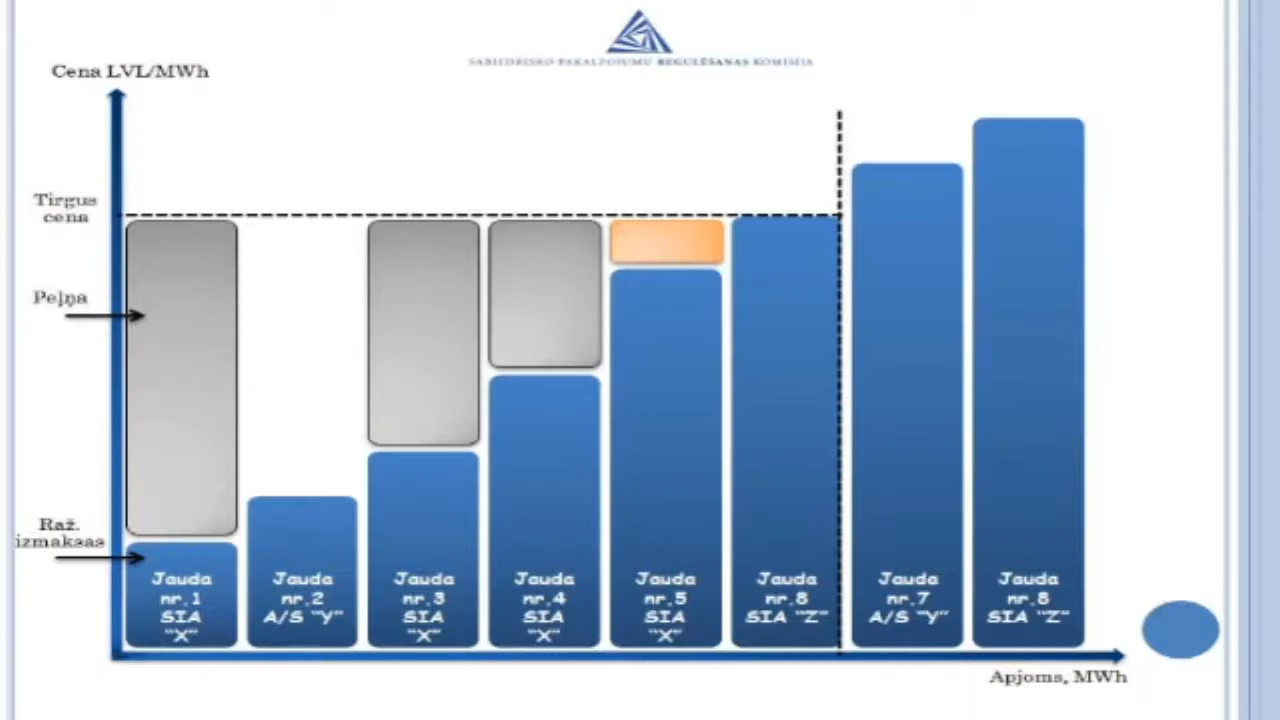 SABIEDRISKO PAKALPOJUMU REGULĒŠANAS KOMISIJA
Cena LVL/MWh
Tirgus
cena
Peļņa
Raž.
izmaksas
Jauda
nr.1
SIA
"X"
Jauda
nr.2
A/S "Y"
Jauda
nr.3
SIA
"X"
Jauda
nr.4
SIA
"X"
Jauda
nr.5
SIA
"X"
Jauda
nr.8
SIA "Z"
Jauda
nr.7
A/S "Y"
Jauda
nr.8
SIA "Z"
Apjoms, MWh